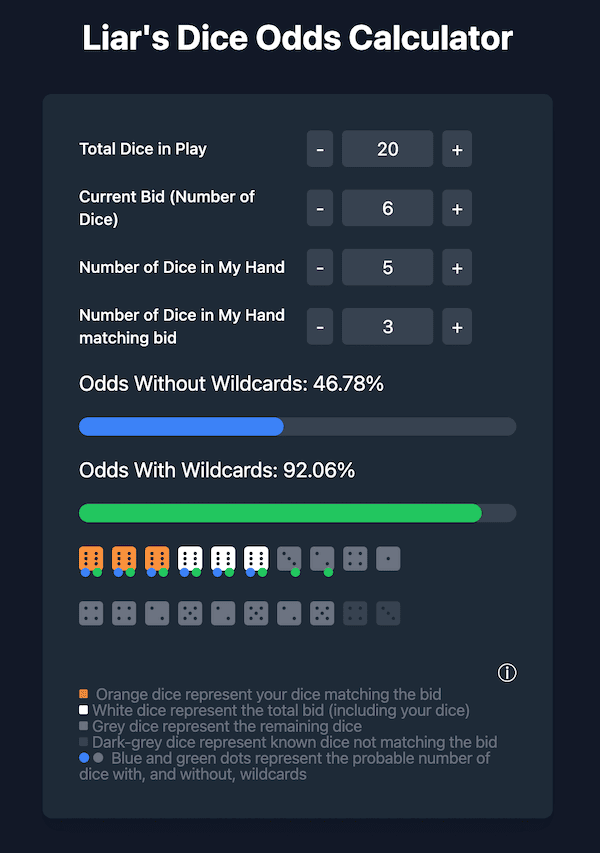 Liar's Dice Odds Calculator
Total Dice in Play - 20 +
Current Bid (Number of
Dice) - 6 +
Number of Dice in My Hand - 5 +
Number of Dice in My Hand
matching bid - 3 +
Odds Without Wildcards: 46.78%
Odds With Wildcards: 92.06%
Orange dice represent your dice matching the bid
White dice represent the total bid (including your dice)
Grey dice represent the remaining dice
Dark-grey dice represent known dice not matching the bid
Blue and green dots represent the probable number of
dice with, and without, wildcards